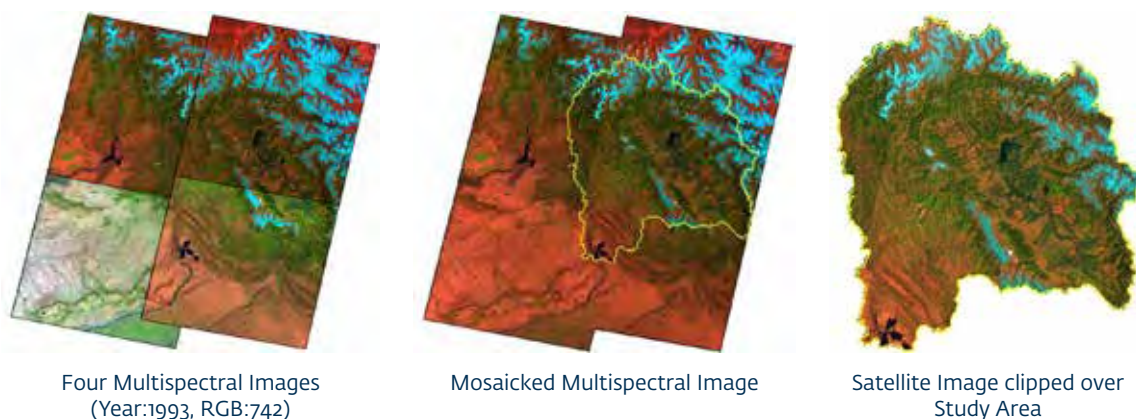 Four Multispectral Images
(Year:1993, RGB:742)
Mosaicked Multispectral Image
Satellite Image clipped over
Study Area